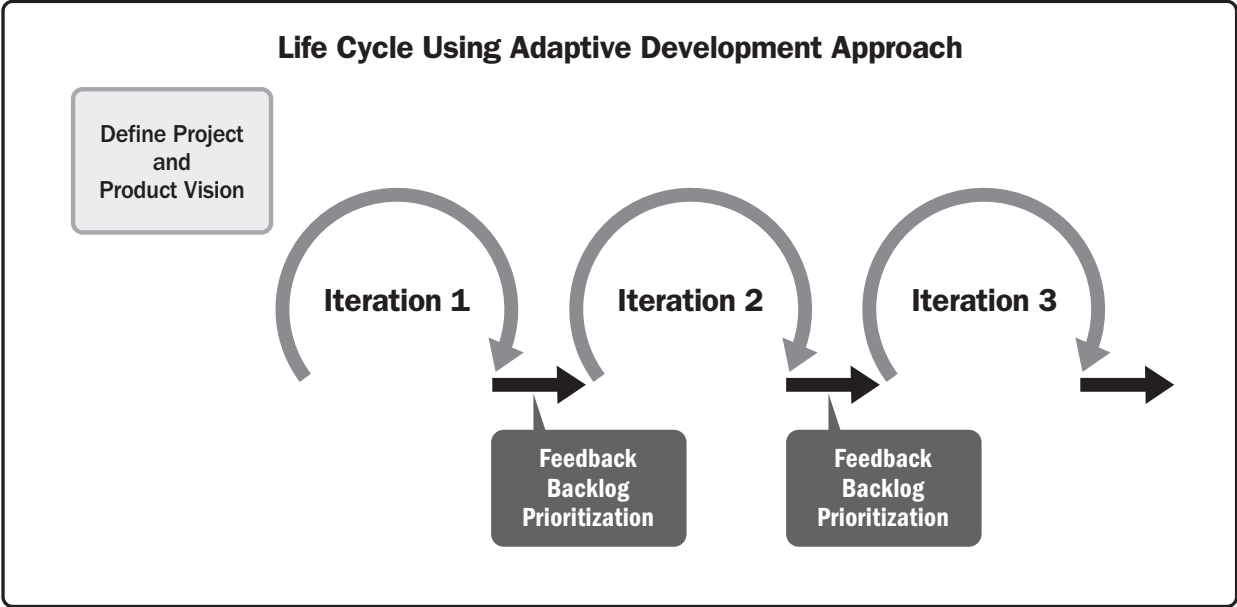 Life Cycle Using Adaptive Development Approach
Define Project
and
Product Vision
Iteration 1
Iteration 2
Iteration 3
Feedback
Backlog
Prioritization
Feedback
Backlog
Prioritization